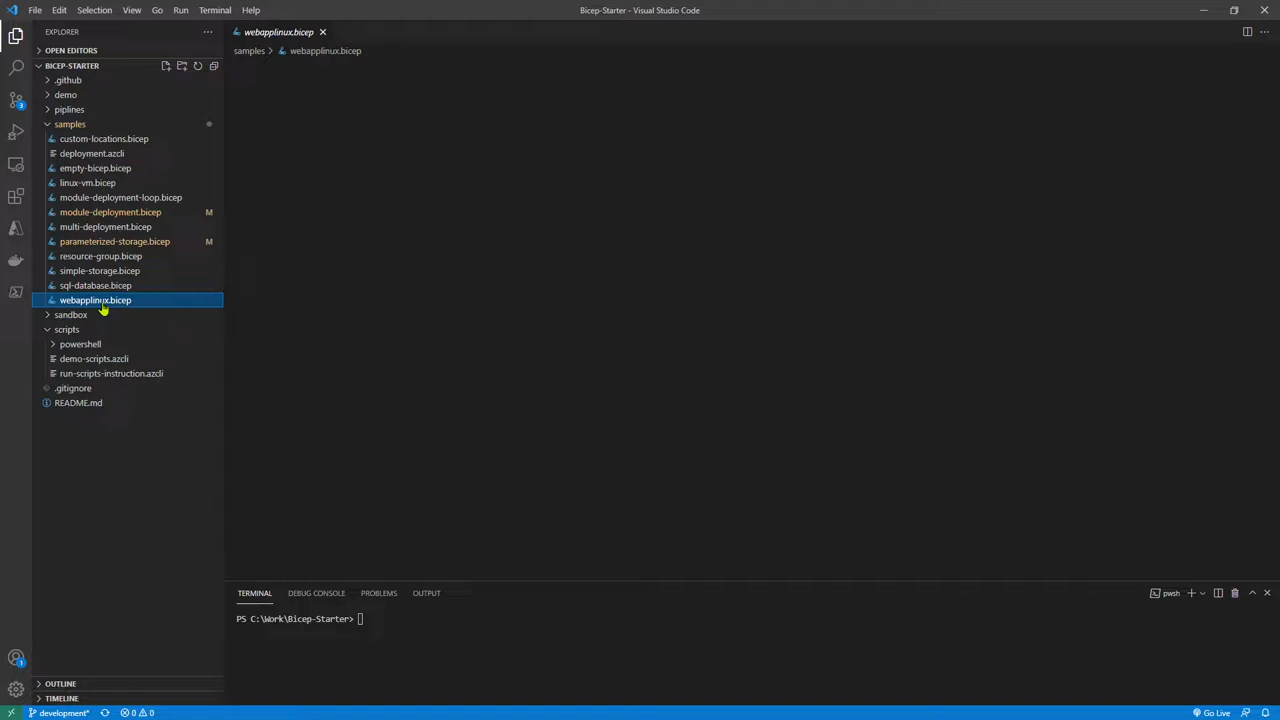 File Edit Selection View Go Run Terminal Help
Bicep-Starter - Visual Studio Code
EXPLORER
OPEN EDITORS
BICEP-STARTER
.github
demo
piplines
samples
custom-locations.bicep
deployment.azcli
empty-bicep.bicep
linux-vm.bicep
module-deployment-loop.bicep
module-deployment.bicep M
multi-deployment.bicep
parameterized-storage.bicep M
resource-group.bicep
simple-storage.bicep
sql-database.bicep
webapplinux.bicep
sandbox
scripts
powershell
demo-scripts.azcli
run-scripts-instruction.azcli
.gitignore
README.md
OUTLINE
TIMELINE
3
1
webapplinux.bicep
samples > webapplinux.bicep
TERMINAL DEBUG CONSOLE PROBLEMS OUTPUT
pwsh
PS C:\Work\Bicep-Starter>
development* 0 0
Go Live